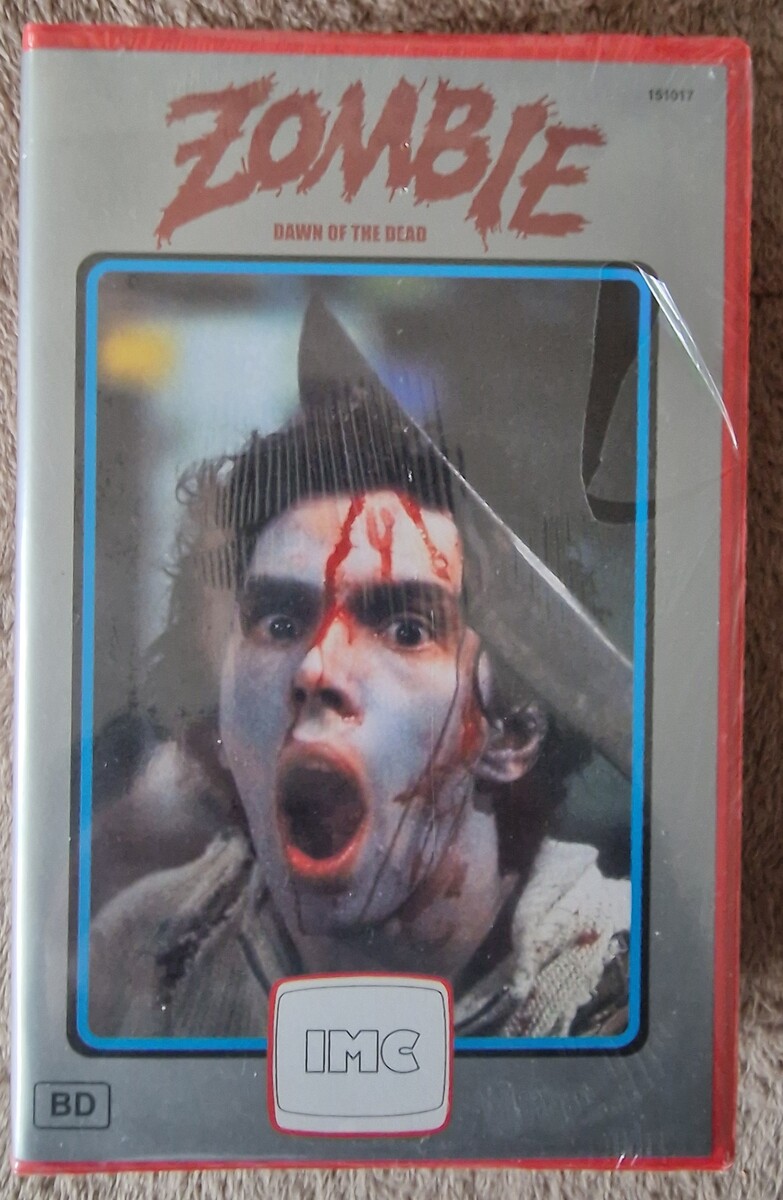 151017
ZOMBIE
DAWN OF THE DEAD
IMC
BD